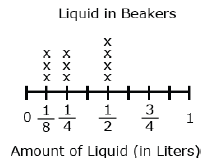 Liquid in Beakers
x
x x x
x x x
x x x
0 1/8 1/4 1/2 3/4 1
Amount of Liquid (in Liters)